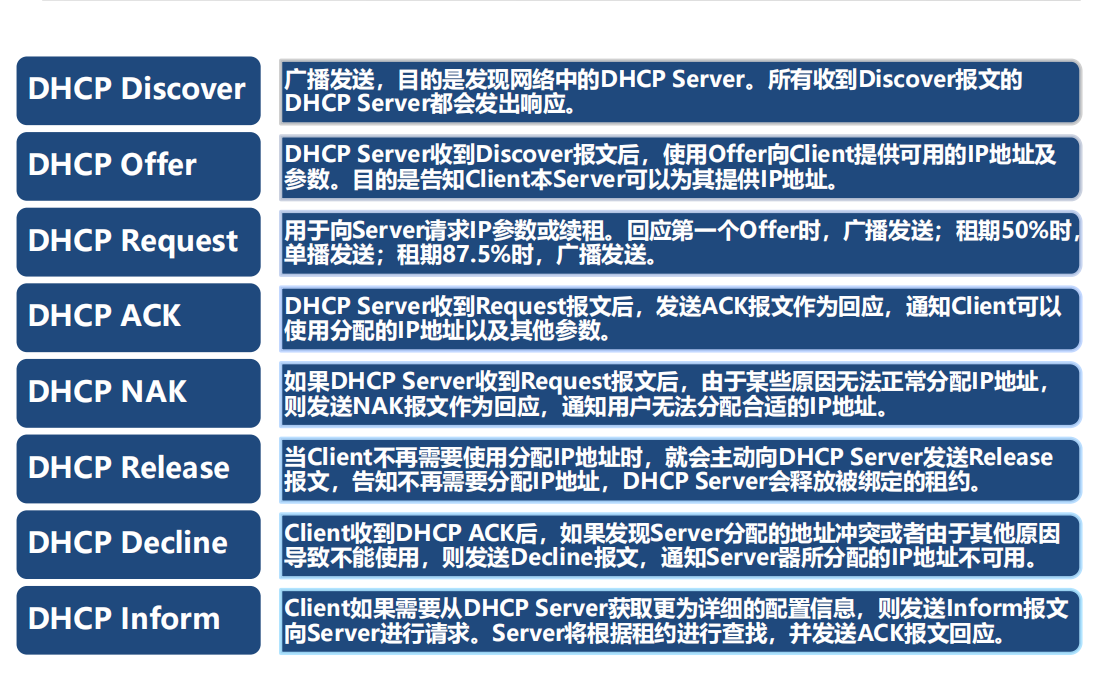 DHCP Discover
广播发送，目的是发现网络中的DHCP Server。所有收到Discover报文的
DHCP Server都会发出响应。
DHCP Offer
DHCP Server收到Discover报文后，使用Offer向Client提供可用的IP地址及
参数。目的是告知Client本Server可以为其提供IP地址。
DHCP Request
用于向Server请求IP参数或续租。回应第一个Offer时，广播发送；租期50%时，
单播发送；租期87.5%时，广播发送。
DHCP ACK
DHCP Server收到Request报文后，发送ACK报文作为回应，通知Client可以
使用分配的IP地址以及其他参数。
DHCP NAK
如果DHCP Server收到Request报文后，由于某些原因无法正常分配IP地址，
则发送NAK报文作为回应，通知用户无法分配合适的IP地址。
DHCP Release
当Client不再需要使用分配IP地址时，就会主动向DHCP Server发送Release
报文，告知不再需要分配IP地址，DHCP Server会释放被绑定的租约。
DHCP Decline
Client收到DHCP ACK后，如果发现Server分配的地址冲突或者由于其他原因
导致不能使用，则发送Decline报文，通知Server器所分配的IP地址不可用。
DHCP Inform
Client如果需要从DHCP Server获取更为详细的配置信息，则发送Inform报文
向Server进行请求。Server将根据租约进行查找，并发送ACK报文回应。